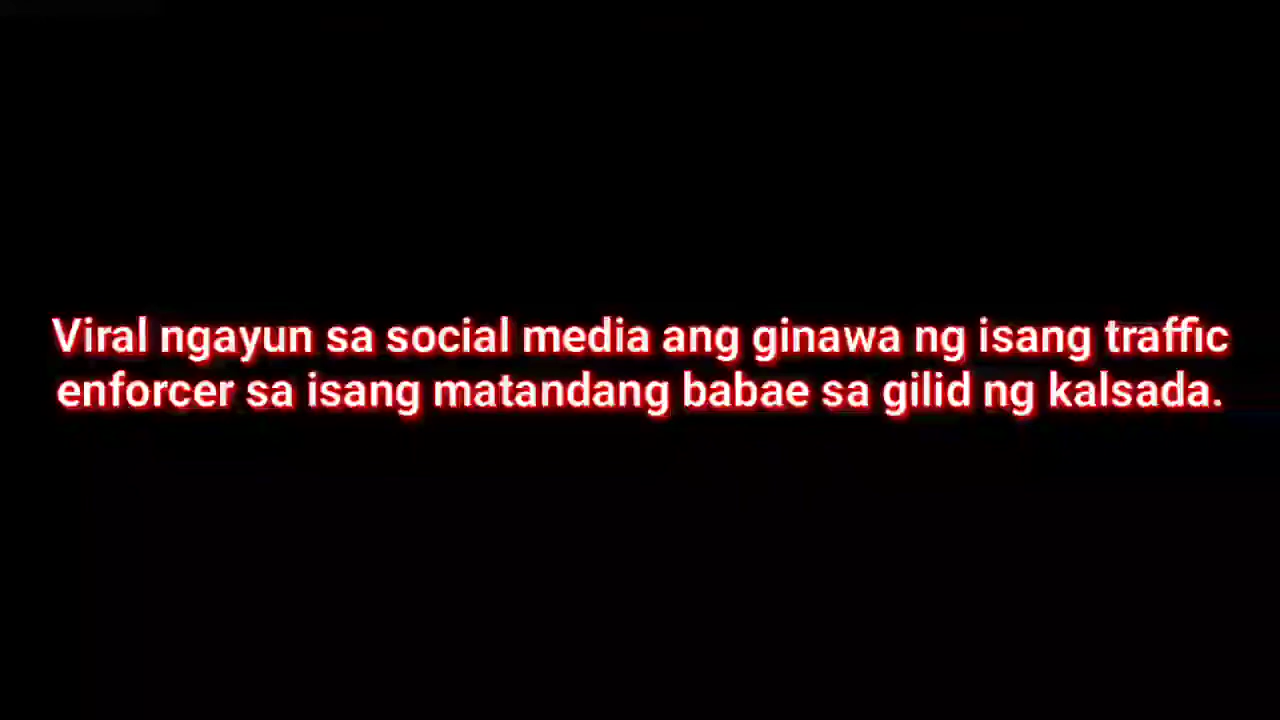 Viral ngayun sa social media ang ginawa ng isang traffic
enforcer sa isang matandang babae sa gilid ng kalsada.